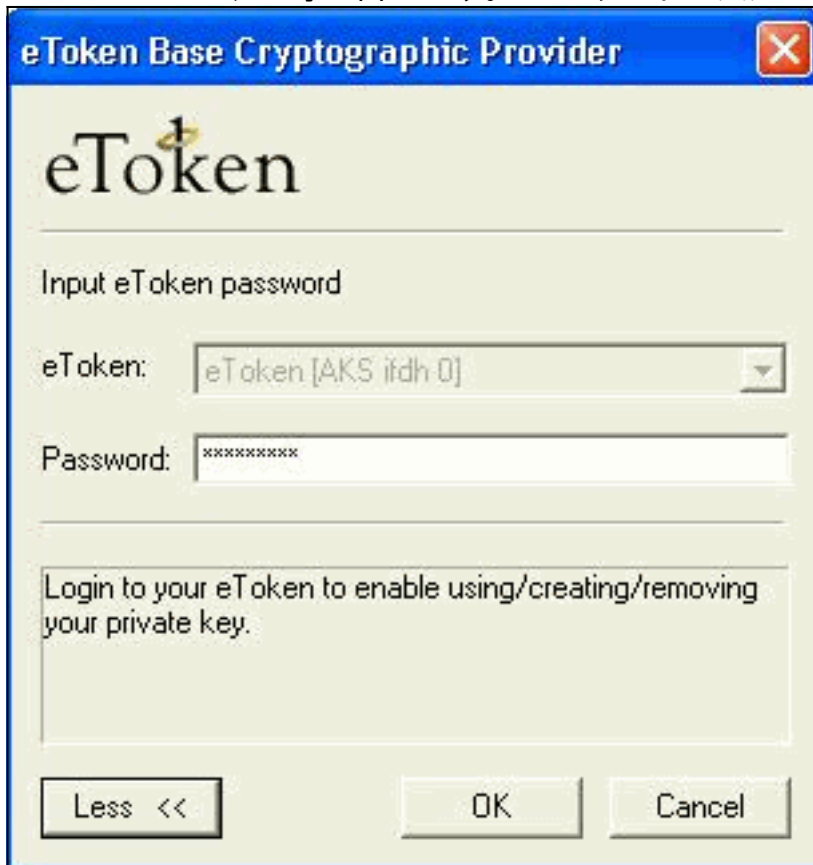 eToken Base Cryptographic Provider
eToken
Input eToken password
eToken: eToken [AKS ifdh 0]
Password: *********
Login to your eToken to enable using/creating/removing
your private key.
Less << OK Cancel